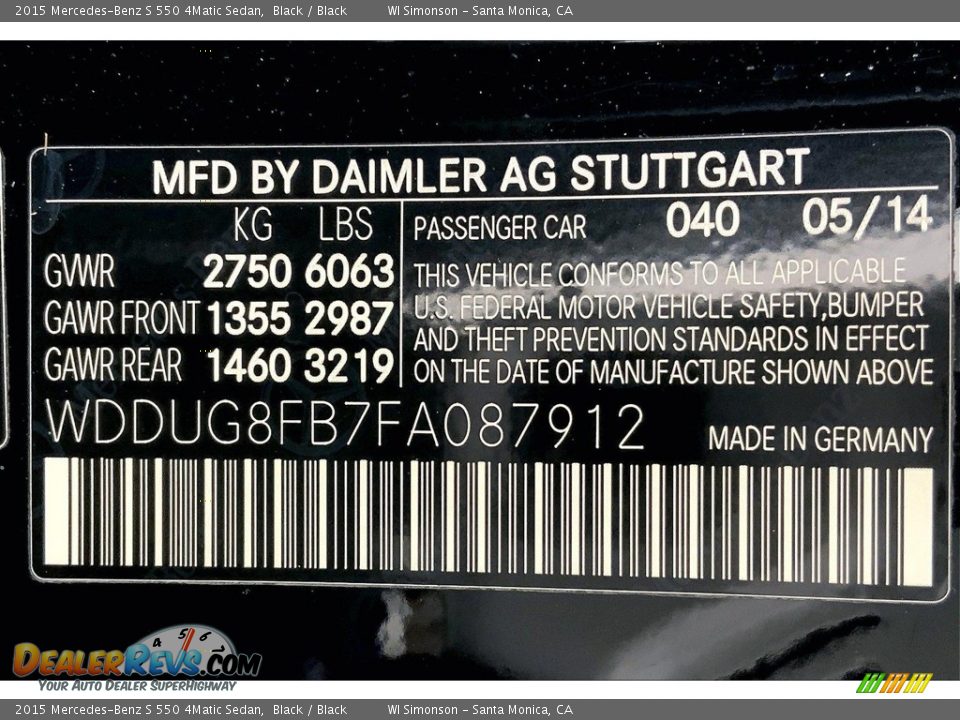 2015 Mercedes-Benz S 550 4Matic Sedan, Black / Black WI Simonson - Santa Monica, CA
MFD BY DAIMLER AG STUTTGART
KG LBS
GVWR 2750 6063
GAWR FRONT 1355 2987
GAWR REAR 1460 3219
PASSENGER CAR 040 05/14
THIS VEHICLE CONFORMS TO ALL APPLICABLE
U.S. FEDERAL MOTOR VEHICLE SAFETY,BUMPER
AND THEFT PREVENTION STANDARDS IN EFFECT
ON THE DATE OF MANUFACTURE SHOWN ABOVE
WDDUG8FB7FA087912
MADE IN GERMANY
4 5 6
DEALERREVS.COM
YOUR AUTO DEALER SUPERHIGHWAY
2015 Mercedes-Benz S 550 4Matic Sedan, Black / Black WI Simonson - Santa Monica, CA